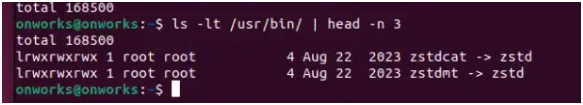 total 168500
onworks@onworks:~$ ls -lt /usr/bin/ | head -n 3
total 168500
lrwxrwxrwx 1 root root 4 Aug 22 2023 zstdcat -> zstd
lrwxrwxrwx 1 root root 4 Aug 22 2023 zstdmt -> zstd
onworks@onworks:~$